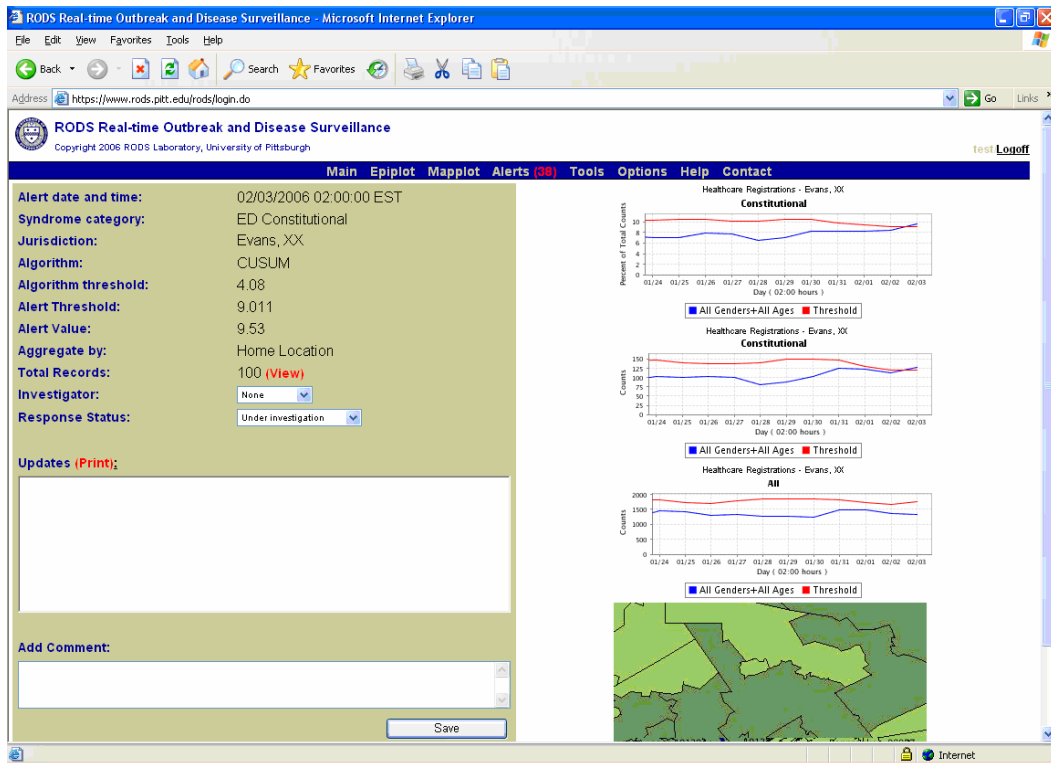 RODS Real-time Outbreak and Disease Surveillance - Microsoft Internet Explorer
File Edit View Favorites Tools Help
Back Search Favorites
Address https://www.rods.pitt.edu/rods/login.do Go Links
RODS Real-time Outbreak and Disease Surveillance
Copyright 2006 RODS Laboratory, University of Pittsburgh
test Logoff
Main Epiplot Mapplot Alerts (38) Tools Options Help Contact
Alert date and time: 02/03/2006 02:00:00 EST
Syndrome category: ED Constitutional
Jurisdiction: Evans, XX
Algorithm: CUSUM
Algorithm threshold: 4.08
Alert Threshold: 9.011
Alert Value: 9.53
Aggregate by: Home Location
Total Records: 100 (View)
Investigator: None
Response Status: Under investigation
Updates (Print):
Add Comment:
Save
Healthcare Registrations - Evans, XX
Constitutional
Percent of Total Counts
10
8
6
4
2
0
01/24 01/25 01/26 01/27 01/28 01/29 01/30 01/31 02/01 02/02 02/03
Day ( 02:00 hours )
All Genders+All Ages Threshold
Healthcare Registrations - Evans, XX
Constitutional
Counts
150
125
100
75
50
25
0
01/24 01/25 01/26 01/27 01/28 01/29 01/30 01/31 02/01 02/02 02/03
Day ( 02:00 hours )
All Genders+All Ages Threshold
Healthcare Registrations - Evans, XX
All
Counts
2000
1500
1000
500
0
01/24 01/25 01/26 01/27 01/28 01/29 01/30 01/31 02/01 02/02 02/03
Day ( 02:00 hours )
All Genders+All Ages Threshold
Internet